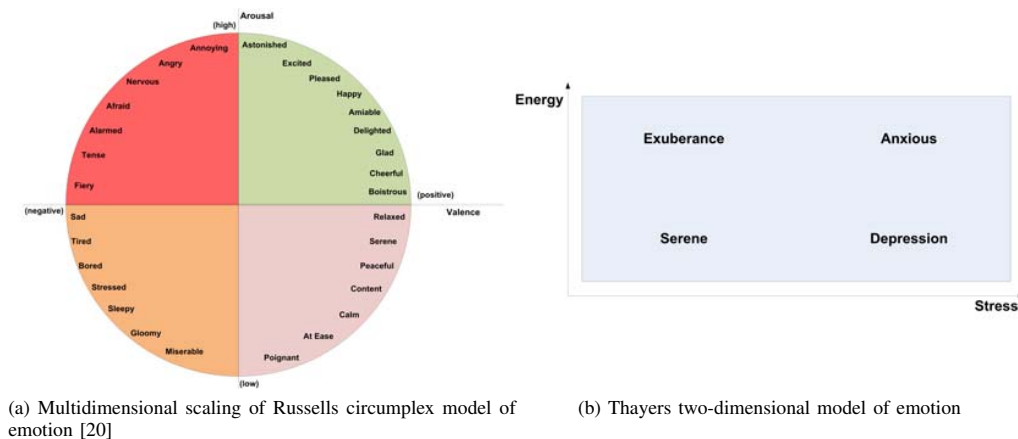 Arousal
(high)
Annoying
Astonished
Angry
Excited
Nervous
Pleased
Happy
Afraid
Amiable
Alarmed
Delighted
Tense
Glad
Cheerful
Fiery
Boistrous
(positive)
(negative)
Valence
Sad
Relaxed
Tired
Serene
Bored
Peaceful
Stressed
Content
Sleepy
Calm
Gloomy
At Ease
Miserable
Poignant
(low)
(a) Multidimensional scaling of Russells circumplex model of
emotion [20]
Energy
Exuberance
Anxious
Serene
Depression
Stress
(b) Thayers two-dimensional model of emotion